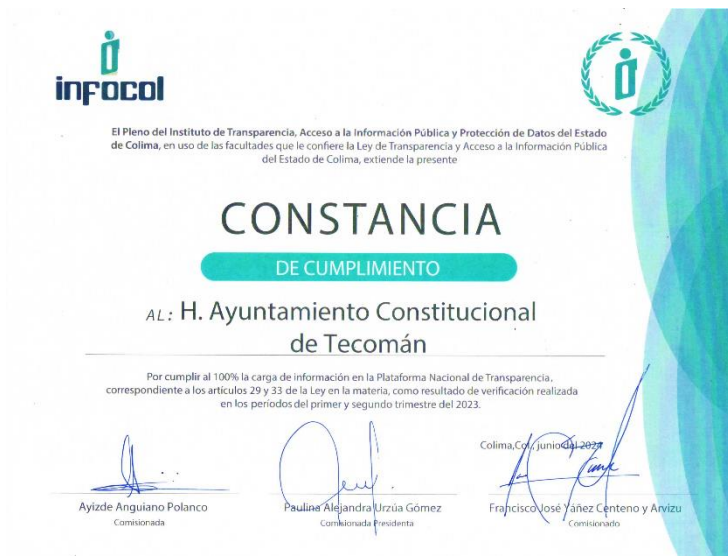 infocol
El Pleno del Instituto de Transparencia, Acceso a la Información Pública y Protección de Datos del Estado
de Colima, en uso de las facultades que le confiere la Ley de Transparencia y Acceso a la Información Pública
del Estado de Colima, extiende la presente
CONSTANCIA
DE CUMPLIMIENTO
AL: H. Ayuntamiento Constitucional
de Tecomán
Por cumplir al 100% la carga de información en la Plataforma Nacional de Transparencia,
correspondiente a los artículos 29 y 33 de la Ley en la materia, como resultado de verificación realizada
en los periodos del primer y segundo trimestre del 2023.
Colima,Col., junio del 2024
Ayizde Anguiano Polanco
Comisionada
Paulina Alejandra Urzúa Gómez
Comisionada Presidenta
Francisco José Yáñez Centeno y Arvizu
Comisionado